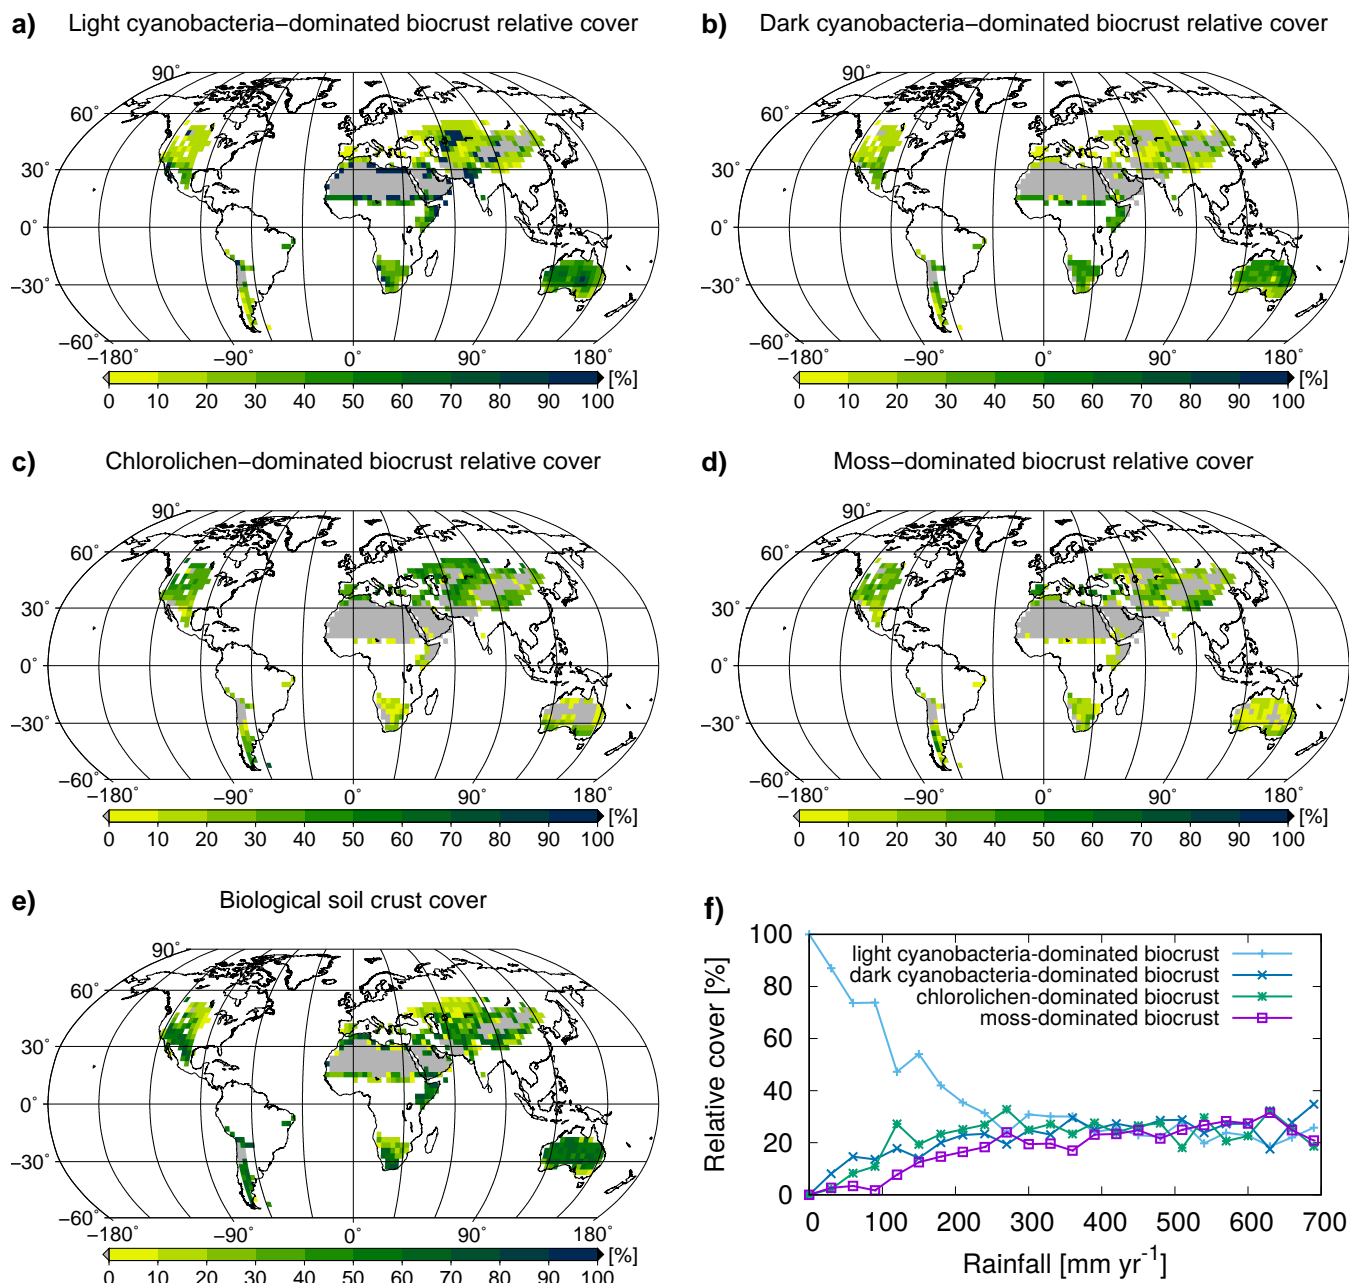 a) Light cyanobacteria−dominated biocrust relative cover
90°
60°
30°
0°
−30°
−60°
−180° −90° 0° 90° 180°
[%]
0 10 20 30 40 50 60 70 80 90 100
b) Dark cyanobacteria−dominated biocrust relative cover
90°
60°
30°
0°
−30°
−60°
−180° −90° 0° 90° 180°
[%]
0 10 20 30 40 50 60 70 80 90 100
c) Chlorolichen−dominated biocrust relative cover
90°
60°
30°
0°
−30°
−60°
−180° −90° 0° 90° 180°
[%]
0 10 20 30 40 50 60 70 80 90 100
d) Moss−dominated biocrust relative cover
90°
60°
30°
0°
−30°
−60°
−180° −90° 0° 90° 180°
[%]
0 10 20 30 40 50 60 70 80 90 100
e) Biological soil crust cover
90°
60°
30°
0°
−30°
−60°
−180° −90° 0° 90° 180°
[%]
0 10 20 30 40 50 60 70 80 90 100
f)
Relative cover [%]
100
80
60
40
20
0
light cyanobacteria-dominated biocrust
dark cyanobacteria-dominated biocrust
chlorolichen-dominated biocrust
moss-dominated biocrust
0 100 200 300 400 500 600 700
Rainfall [mm yr-1]